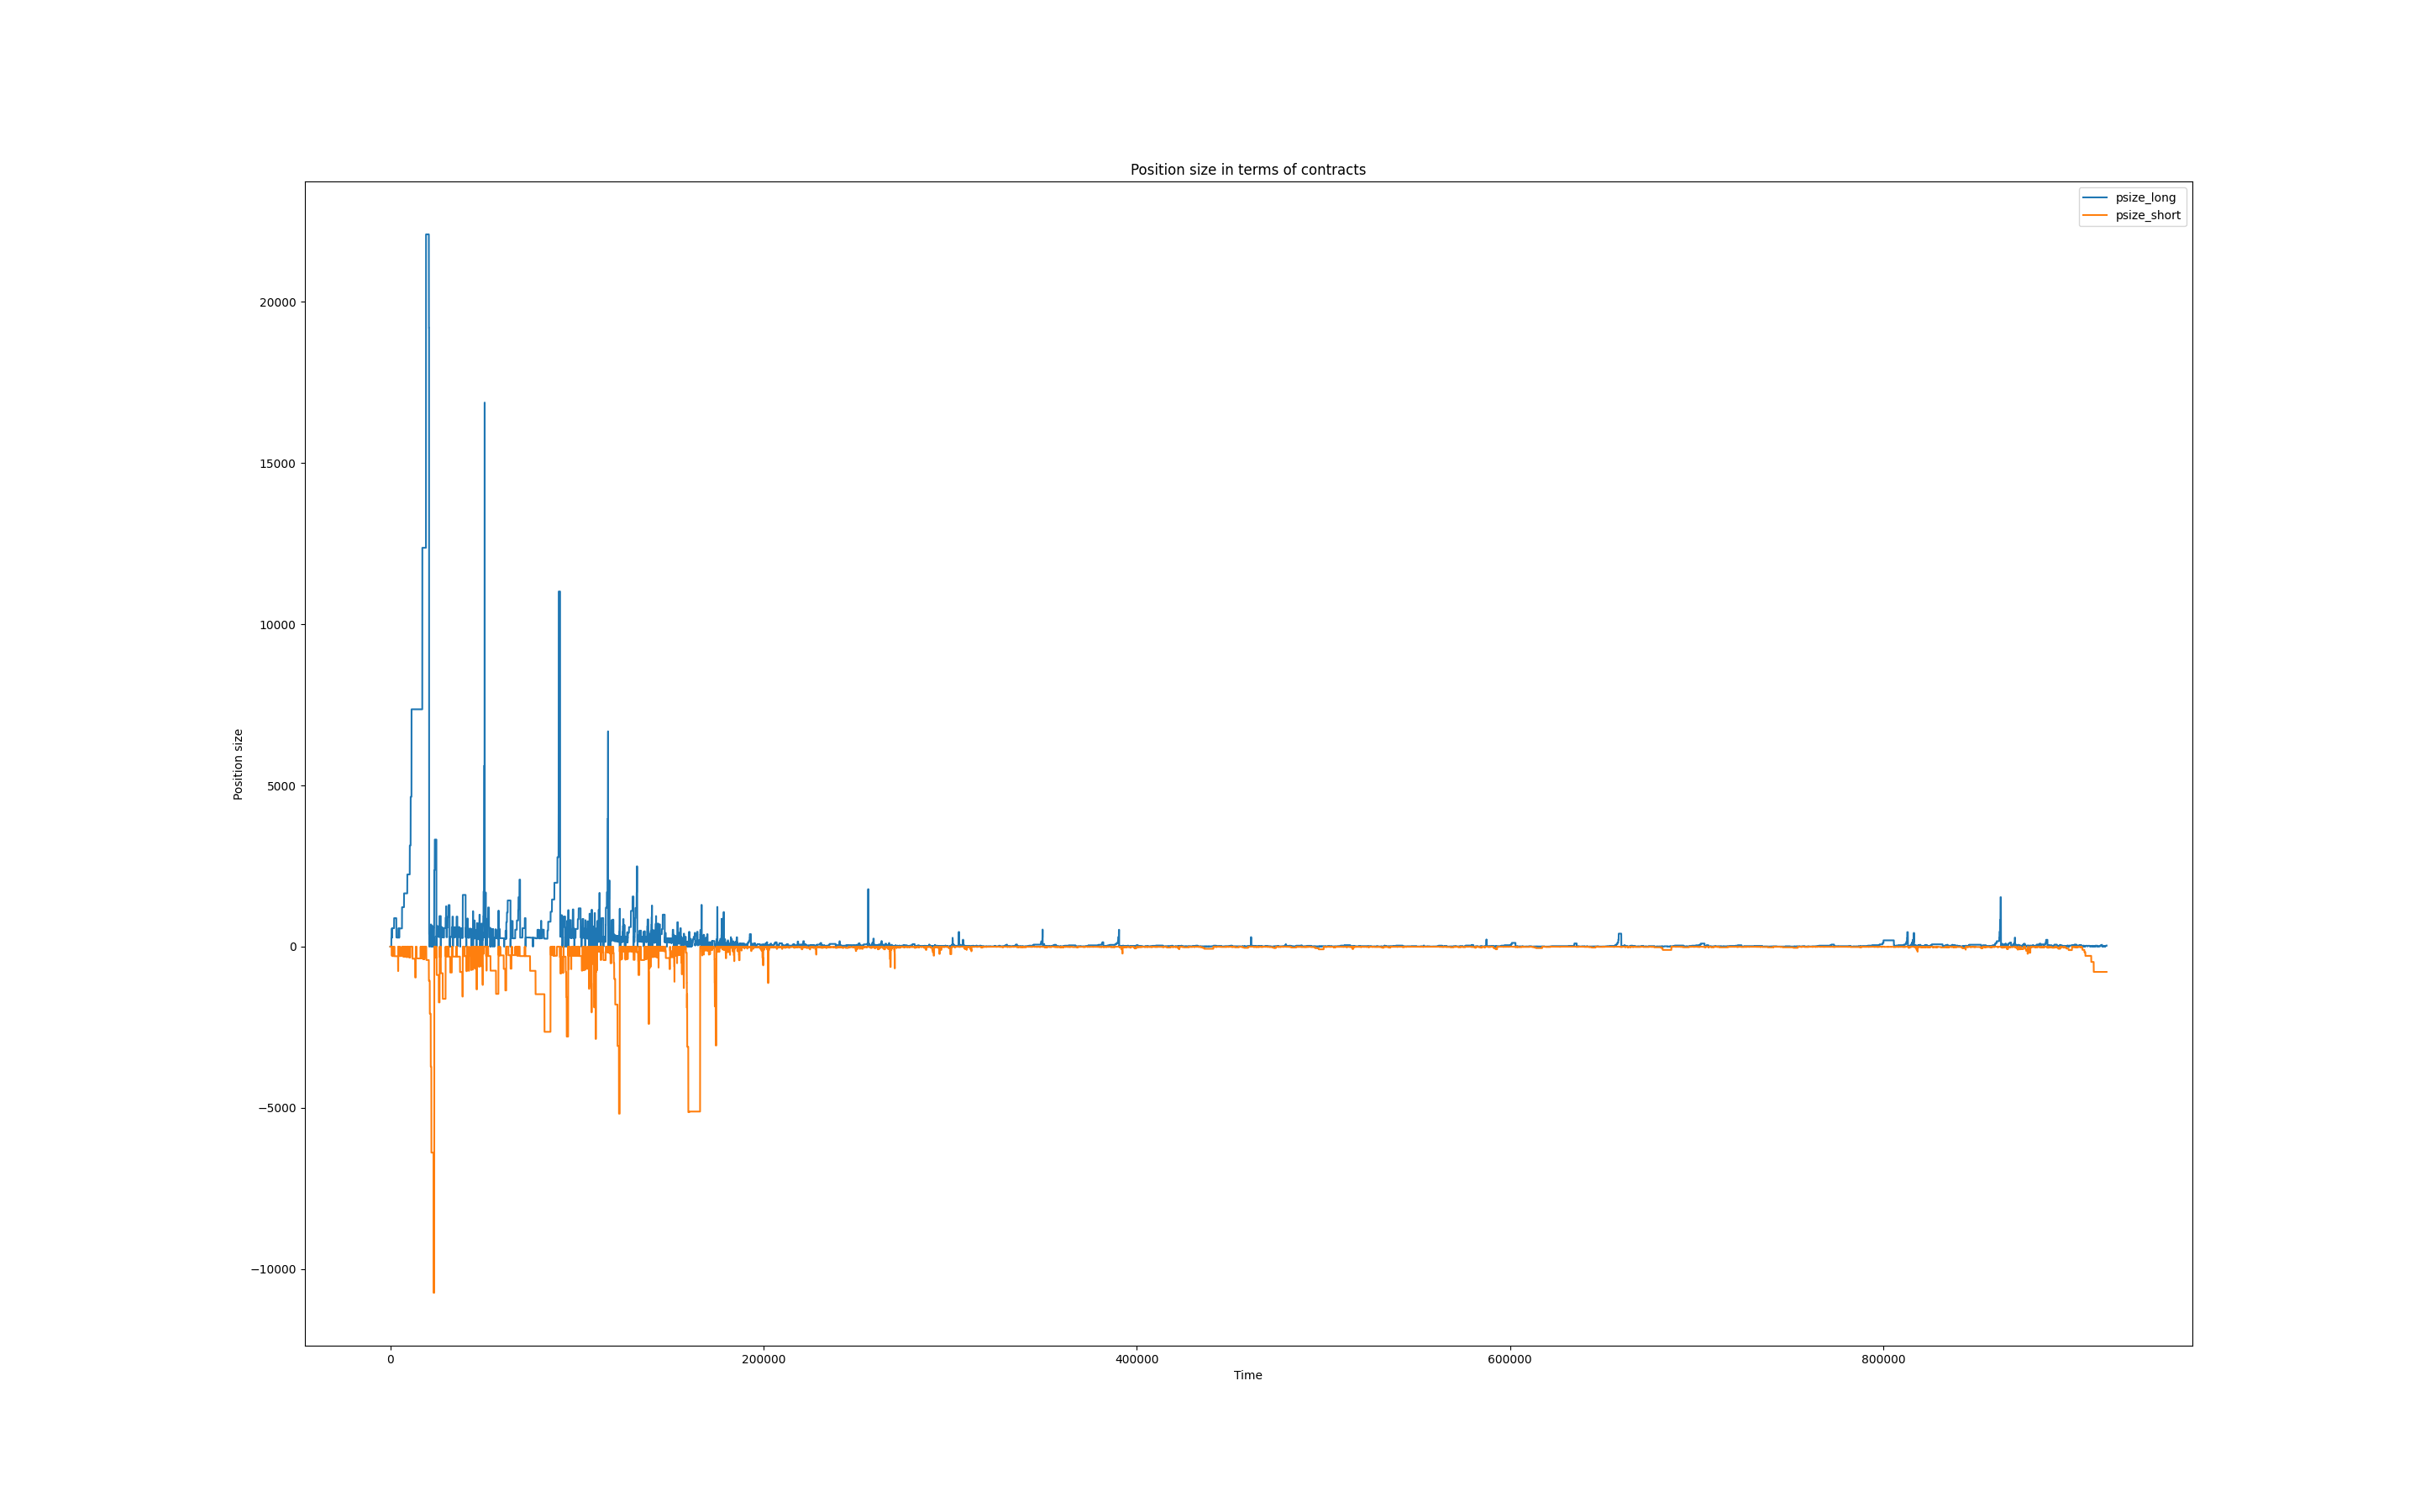 Position size in terms of contracts
psize_long
psize_short
20000
15000
10000
5000
0
−5000
−10000
Position size
0
200000
400000
600000
800000
Time